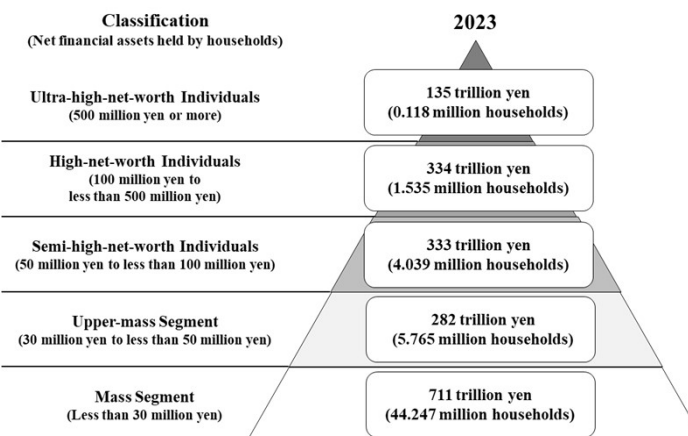 Classification
(Net financial assets held by households)
2023
Ultra-high-net-worth Individuals
(500 million yen or more)
135 trillion yen
(0.118 million households)
High-net-worth Individuals
(100 million yen to
less than 500 million yen)
334 trillion yen
(1.535 million households)
Semi-high-net-worth Individuals
(50 million yen to less than 100 million yen)
333 trillion yen
(4.039 million households)
Upper-mass Segment
(30 million yen to less than 50 million yen)
282 trillion yen
(5.765 million households)
Mass Segment
(Less than 30 million yen)
711 trillion yen
(44.247 million households)